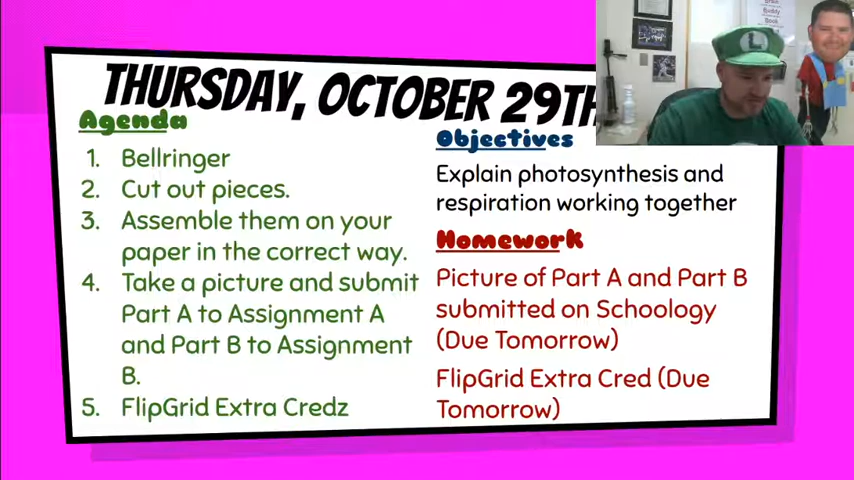 THURSDAY, OCTOBER 29TH
Agenda
1. Bellringer
2. Cut out pieces.
3. Assemble them on your
paper in the correct way.
4. Take a picture and submit
Part A to Assignment A
and Part B to Assignment
B.
5. FlipGrid Extra Credz
Objectives
Explain photosynthesis and
respiration working together
Homework
Picture of Part A and Part B
submitted on Schoology
(Due Tomorrow)
FlipGrid Extra Cred (Due
Tomorrow)
Brain
Buddy
Book
L